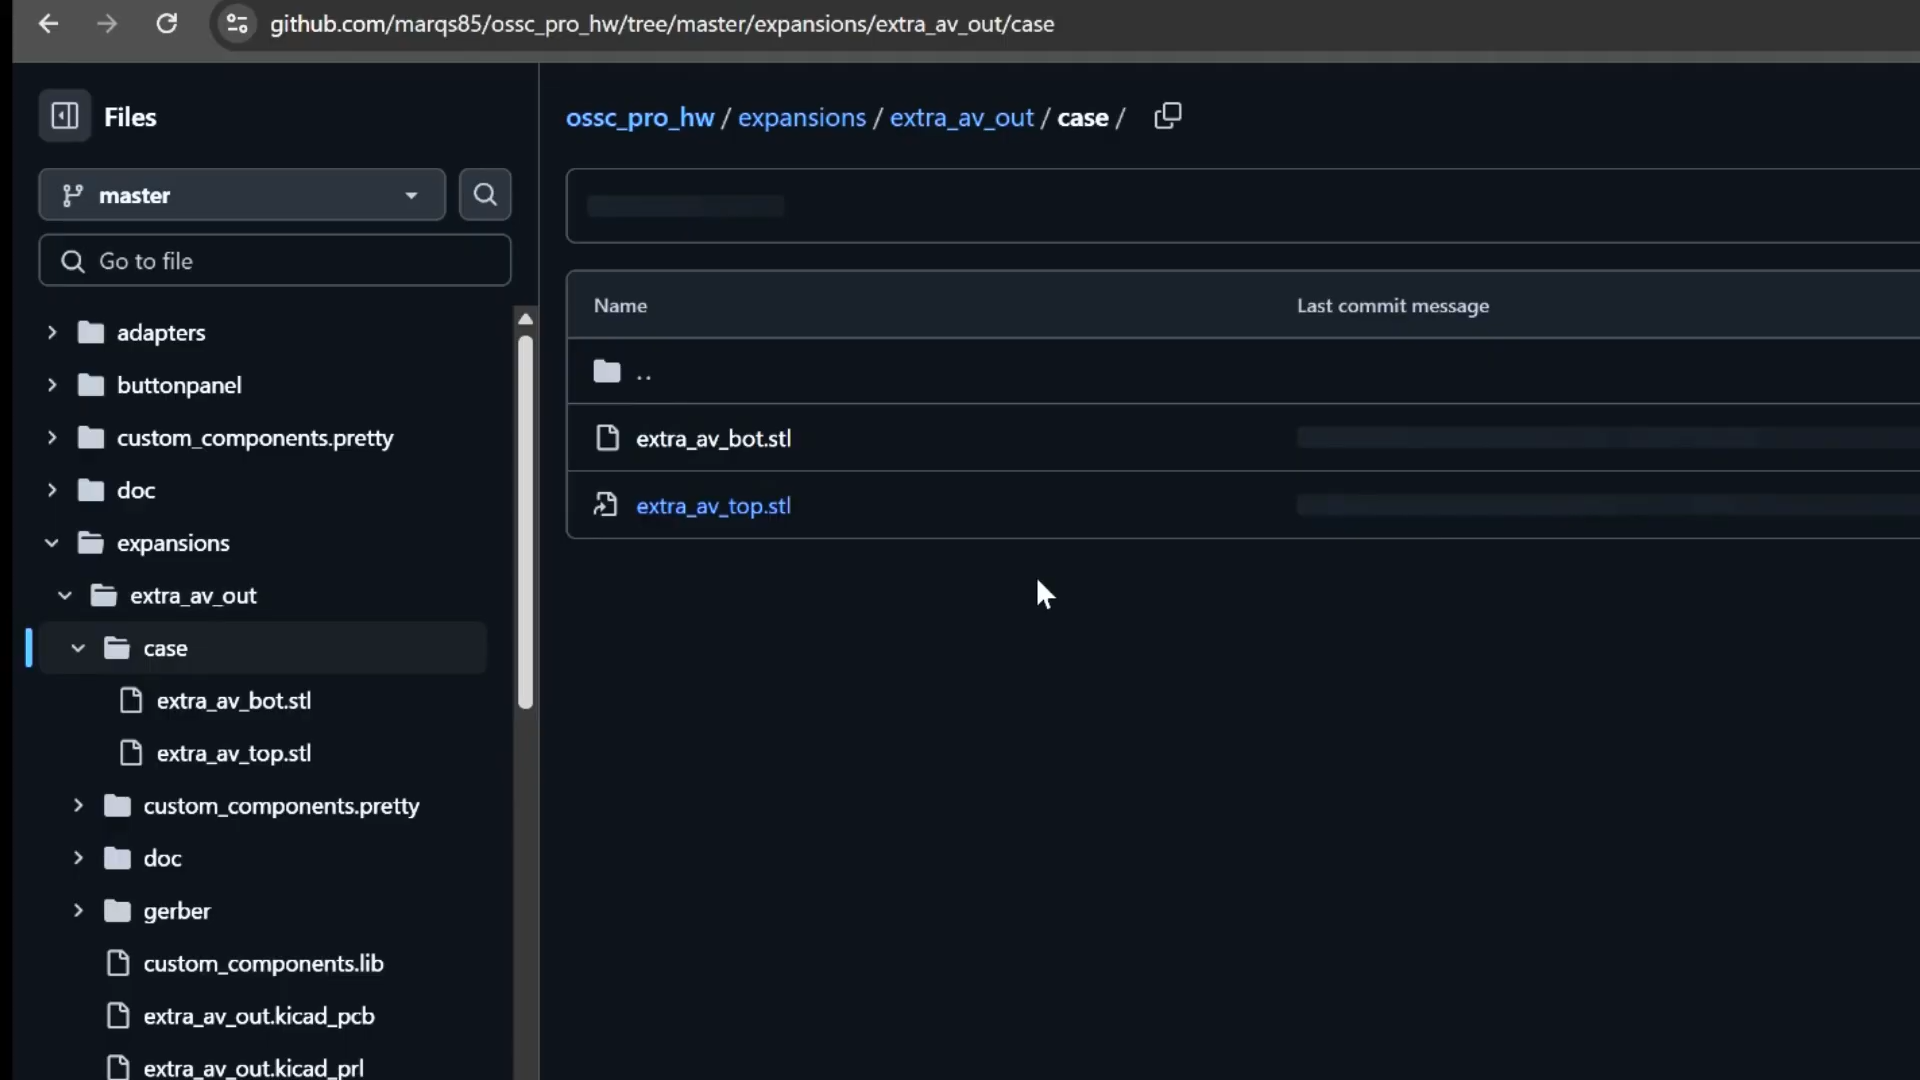 github.com/marqs85/ossc_pro_hw/tree/master/expansions/extra_av_out/case
Files
master
Go to file
adapters
buttonpanel
custom_components.pretty
doc
expansions
extra_av_out
case
extra_av_bot.stl
extra_av_top.stl
custom_components.pretty
doc
gerber
custom_components.lib
extra_av_out.kicad_pcb
extra_av_out.kicad_prl
ossc_pro_hw / expansions / extra_av_out / case /
Name Last commit message
..
extra_av_bot.stl
extra_av_top.stl